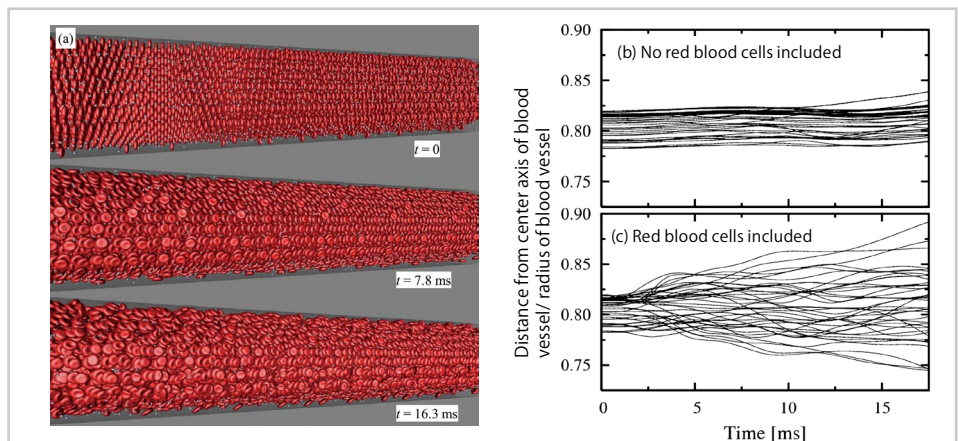 (a)
t = 0
t = 7.8 ms
t = 16.3 ms
Distance from center axis of blood
vessel/ radius of blood vessel
0.90
0.85
0.80
0.75
(b) No red blood cells included
0.90
0.85
0.80
0.75
(c) Red blood cells included
0 5 10 15
Time [ms]